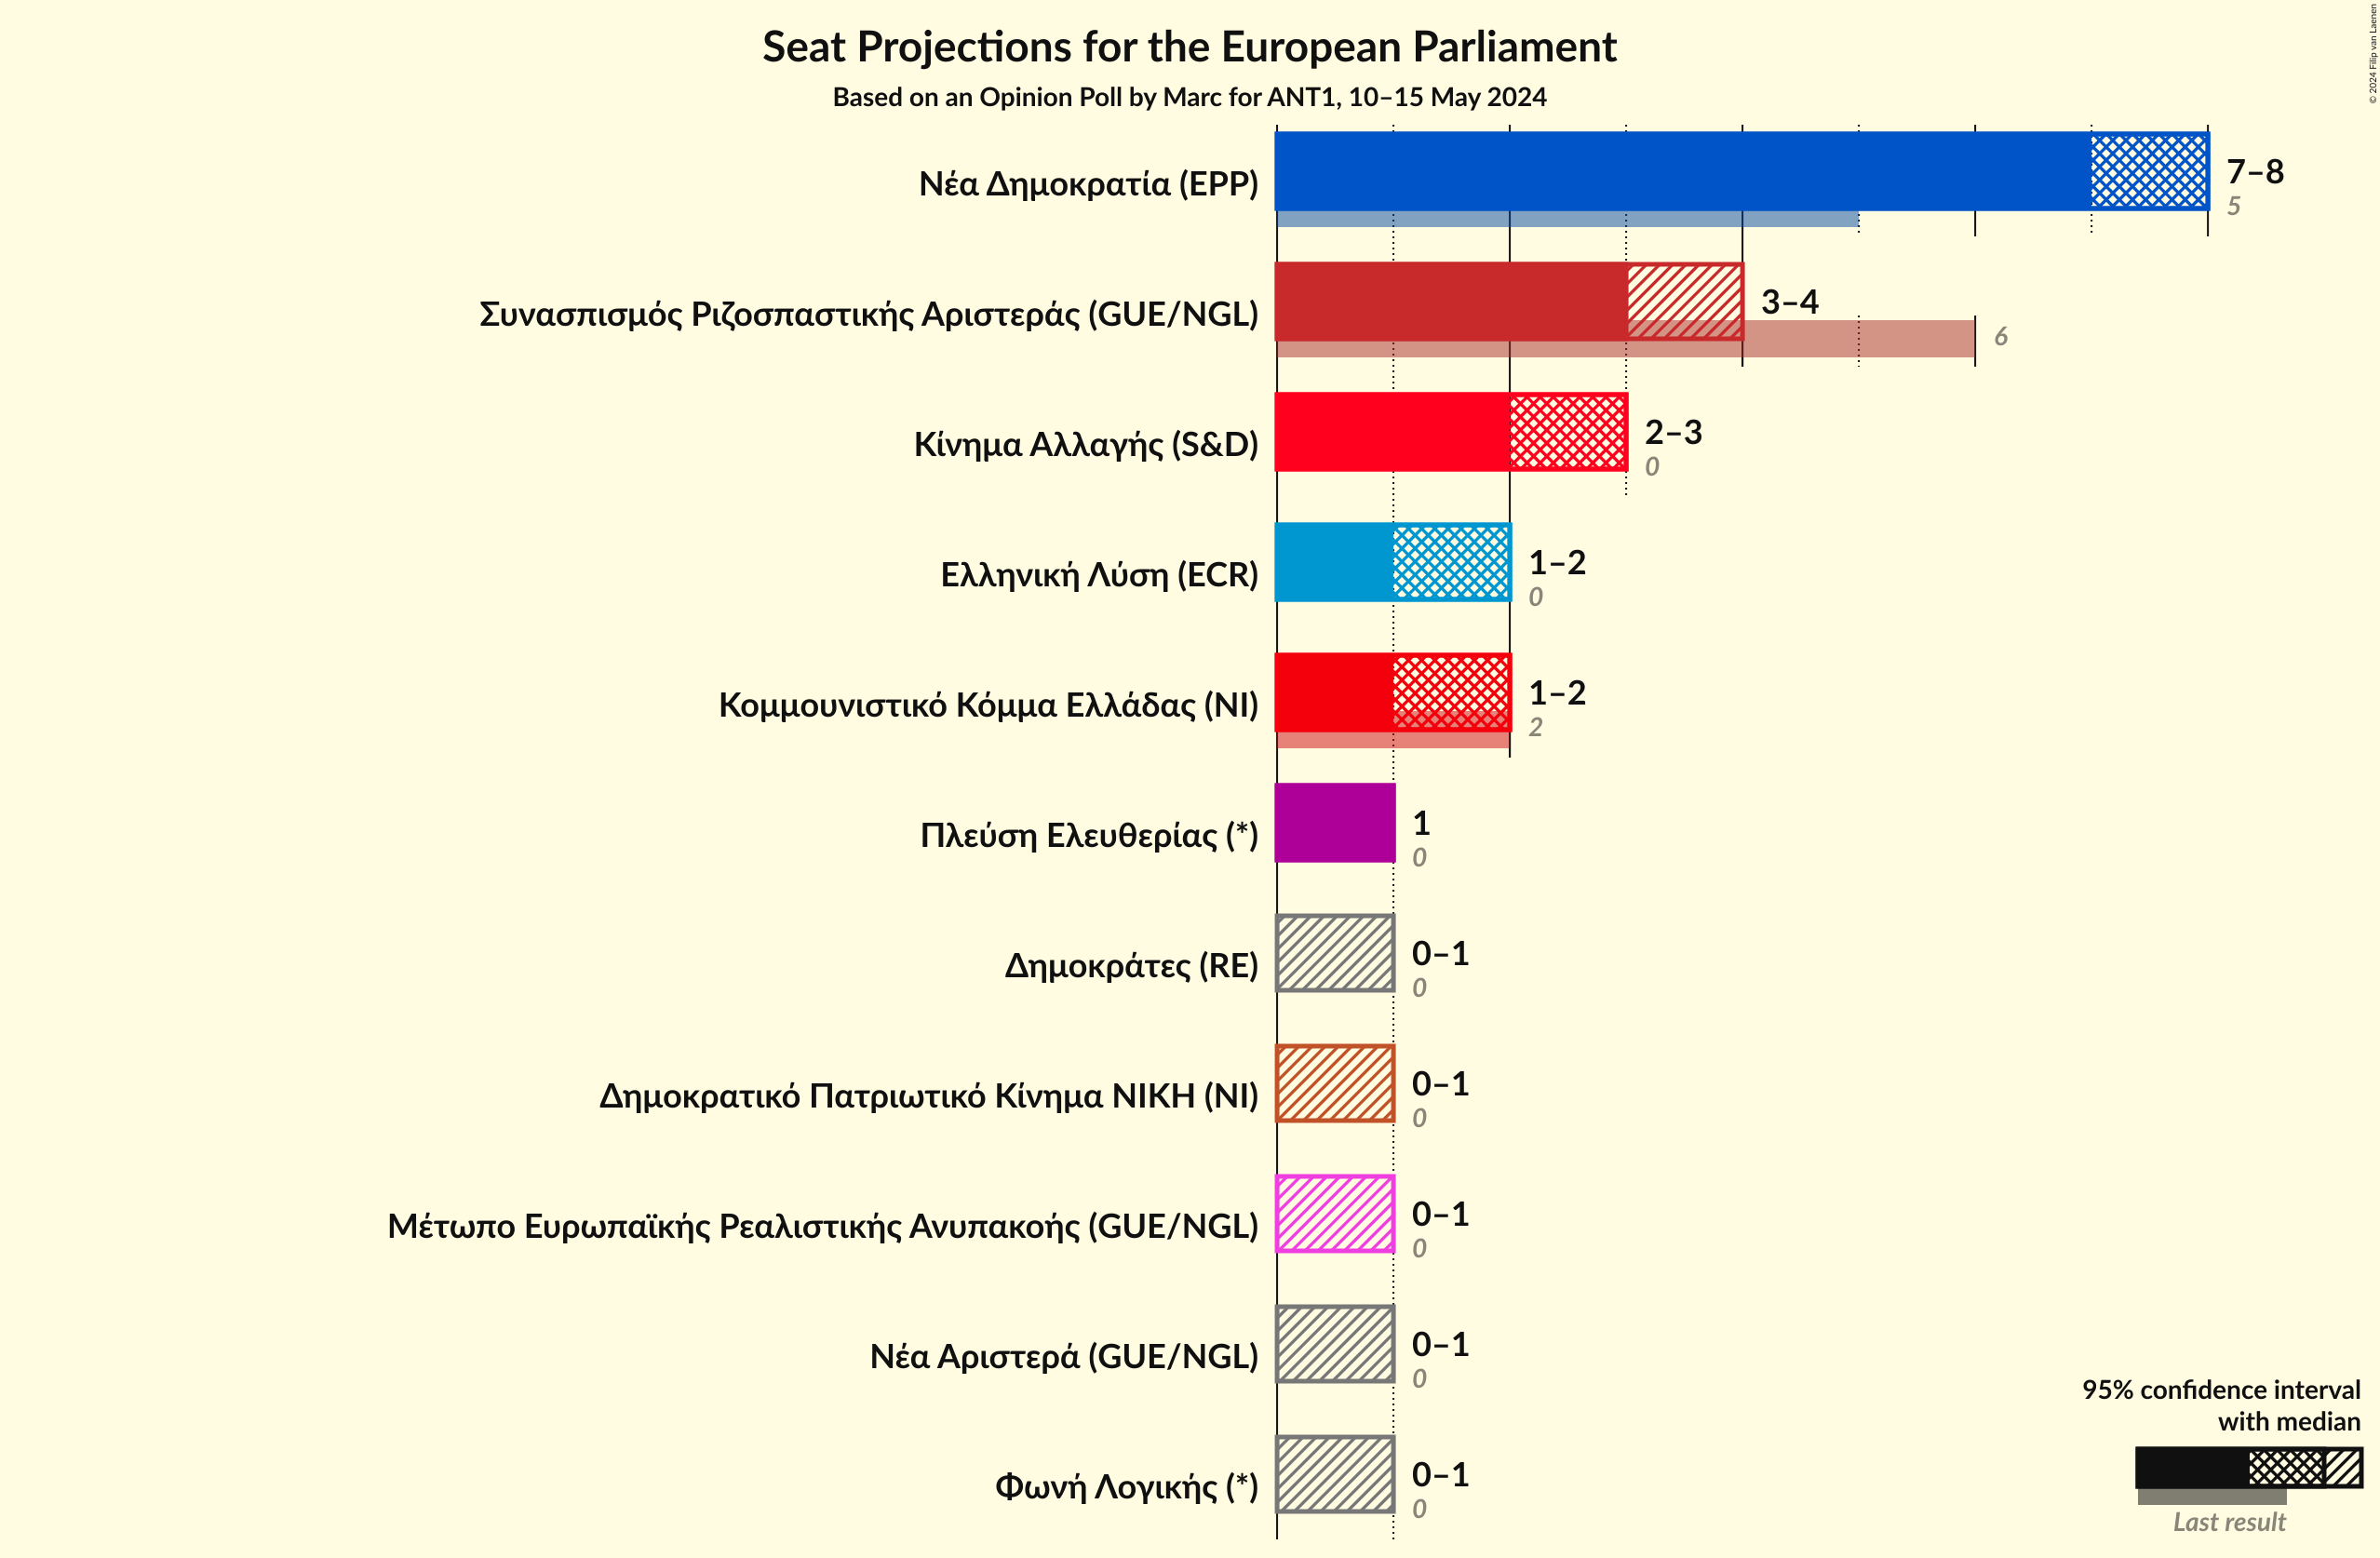 Seat Projections for the European Parliament
Based on an Opinion Poll by Marc for ANT1, 10–15 May 2024
© 2024 Filip van Laenen
Νέα Δημοκρατία (EPP)
7–8
5
Συνασπισμός Ριζοσπαστικής Αριστεράς (GUE/NGL)
3–4
6
Κίνημα Αλλαγής (S&D)
2–3
0
Ελληνική Λύση (ECR)
1–2
0
Κομμουνιστικό Κόμμα Ελλάδας (NI)
1–2
2
Πλεύση Ελευθερίας (*)
1
0
Δημοκράτες (RE)
0–1
0
Δημοκρατικό Πατριωτικό Κίνημα ΝΙΚΗ (NI)
0–1
0
Μέτωπο Ευρωπαϊκής Ρεαλιστικής Ανυπακοής (GUE/NGL)
0–1
0
Νέα Αριστερά (GUE/NGL)
0–1
0
Φωνή Λογικής (*)
0–1
0
95% confidence interval
with median
Last result